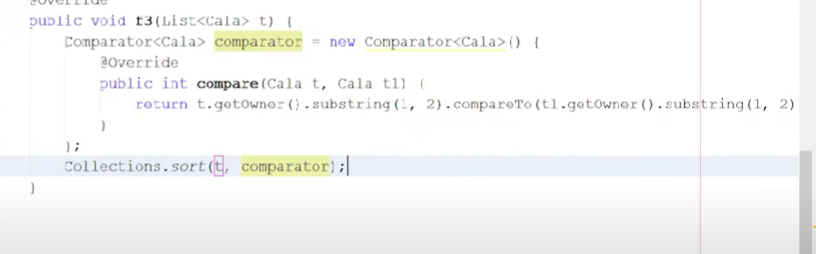 @Override
public void f3(List<Cala> t) {
Comparator<Cala> comparator = new Comparator<Cala>() {
@Override
public int compare(Cala t, Cala t1) {
return t.getOwner().substring(1, 2).compareTo(t1.getOwner().substring(1, 2)
}
};
Collections.sort(t, comparator);
}